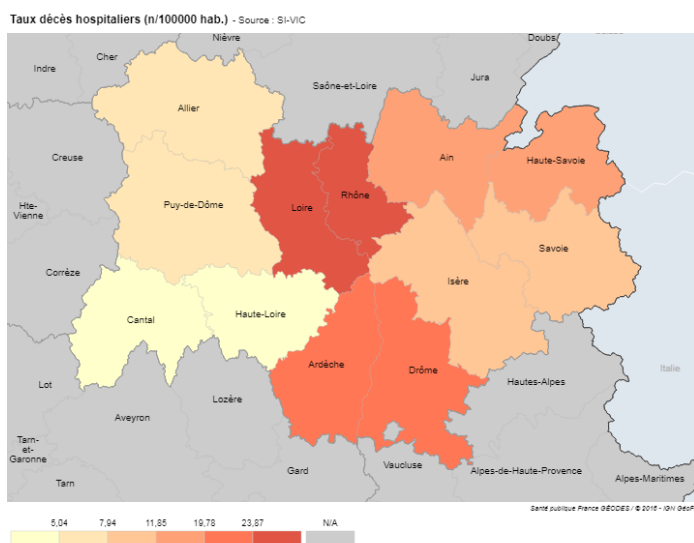 Taux décès hospitaliers (n/100000 hab.) - Source : SI-VIC
Nièvre
Doubs
Cher
Indre
Saône-et-Loire
Jura
Allier
Creuse
Ain
Haute-Savoie
Rhône
Hte-
Vienne
Puy-de-Dôme
Loire
Savoie
Corrèze
Isère
Cantal
Haute-Loire
Ardèche
Drôme
Italie
Hautes-Alpes
Lot
Lozère
Aveyron
Tarn-
et-
Garonne
Vaucluse
Gard
Alpes-de-Haute-Provence
Alpes-Maritimes
Tarn
Santé publique France GÉODES / © 2016 - IGN GéoF
5,04 7,94 11,85 19,78 23,87 N/A